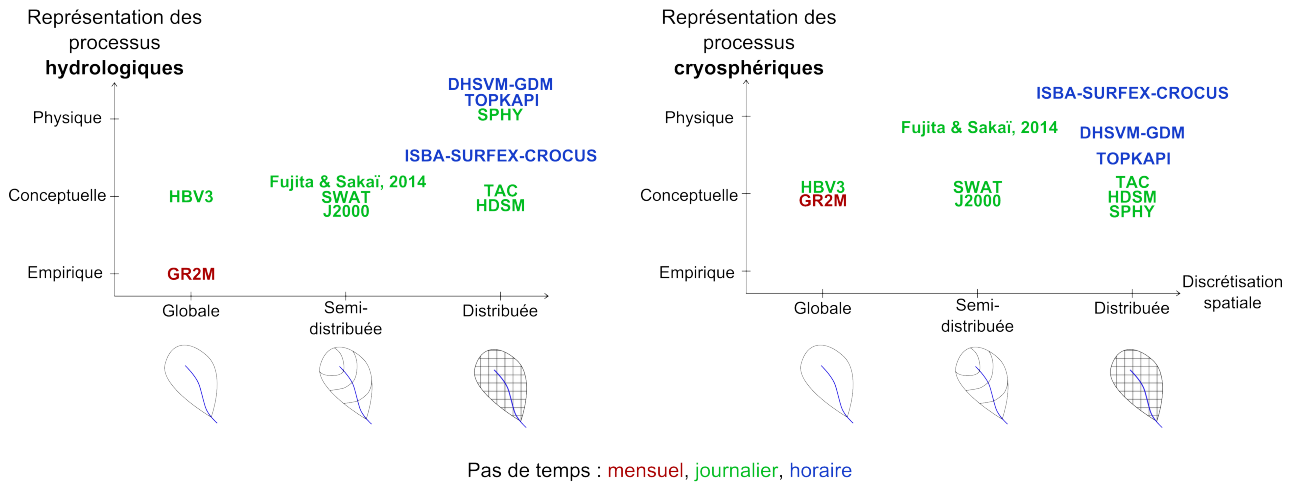 Représentation des
processus
hydrologiques
Physique
Conceptuelle
Empirique
DHSVM-GDM
TOPKAPI
SPHY
ISBA-SURFEX-CROCUS
Fujita & Sakaï, 2014
HBV3
SWAT
J2000
TAC
HDSM
GR2M
Globale
Semi-
distribuée
Distribuée
Représentation des
processus
cryosphériques
Physique
Conceptuelle
Empirique
ISBA-SURFEX-CROCUS
Fujita & Sakaï, 2014
DHSVM-GDM
TOPKAPI
HBV3
GR2M
SWAT
J2000
TAC
HDSM
SPHY
Discrétisation
spatiale
Globale
Semi-
distribuée
Distribuée
Pas de temps : mensuel, journalier, horaire